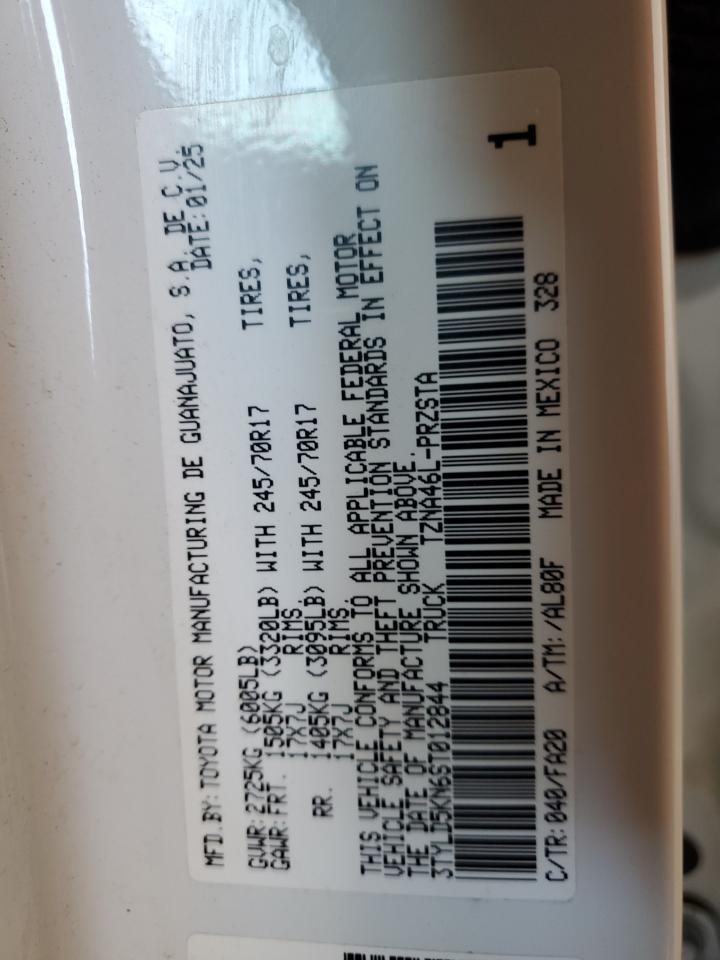 MFD.BY: TOYOTA MOTOR MANUFACTURING DE GUANAJUATO, S.A. DE C.V.
DATE: 01/25
GVWR: 2725KG (6005LB)
GAWR: FRT. 1505KG (3320LB) WITH 245/70R17 TIRES,
17X7J RIMS.
RR. 1405KG (3095LB) WITH 245/70R17 TIRES,
17X7J RIMS.
THIS VEHICLE CONFORMS TO ALL APPLICABLE FEDERAL MOTOR
VEHICLE SAFETY AND THEFT PREVENTION STANDARDS IN EFFECT ON
THE DATE OF MANUFACTURE SHOWN ABOVE.
3TYLD5KN6ST012844 TRUCK TZNA46L-PRZSTA
1
C/TR: 040/FA20 A/TM: /AL80F MADE IN MEXICO 328